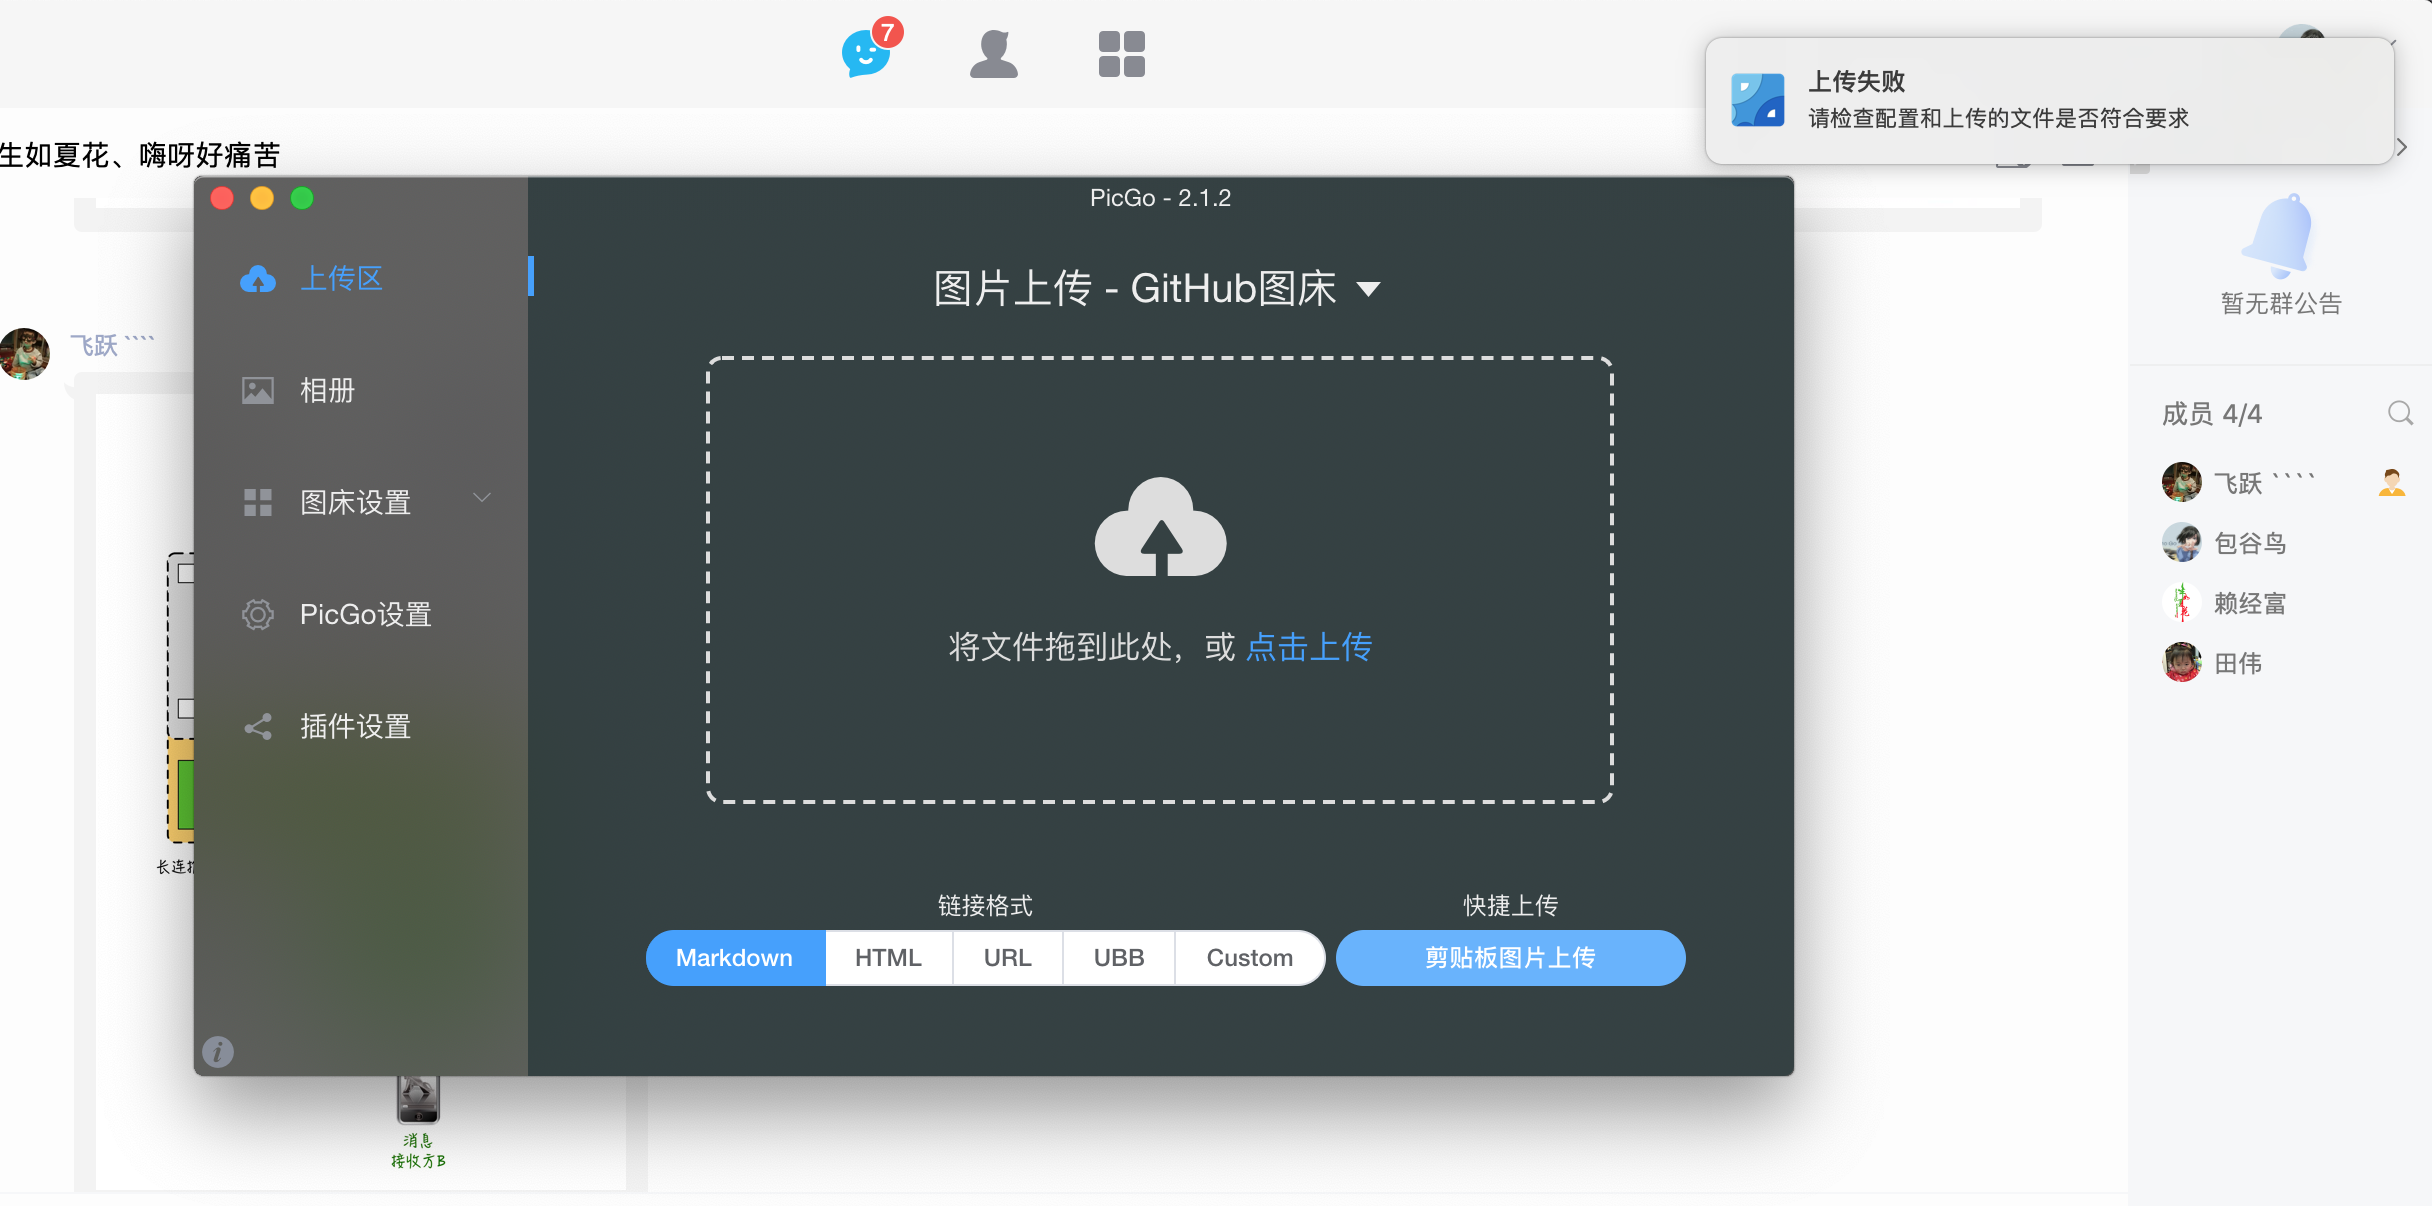 7
上传失败
请检查配置和上传的文件是否符合要求
生如夏花、嗨呀好痛苦
PicGo - 2.1.2
上传区
相册
图床设置
PicGo设置
插件设置
图片上传 - GitHub图床
将文件拖到此处，或 点击上传
链接格式
快捷上传
Markdown
HTML
URL
UBB
Custom
剪贴板图片上传
飞跃 ````
长连接
消息
接收方B
暂无群公告
成员 4/4
飞跃 ````
包谷鸟
赖经富
田伟